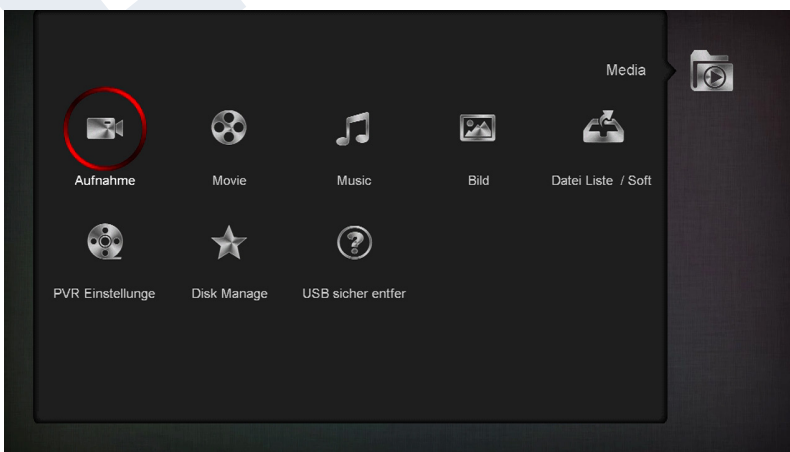 Media
Aufnahme
Movie
Music
Bild
Datei Liste / Soft
PVR Einstellunge
Disk Manage
USB sicher entfer